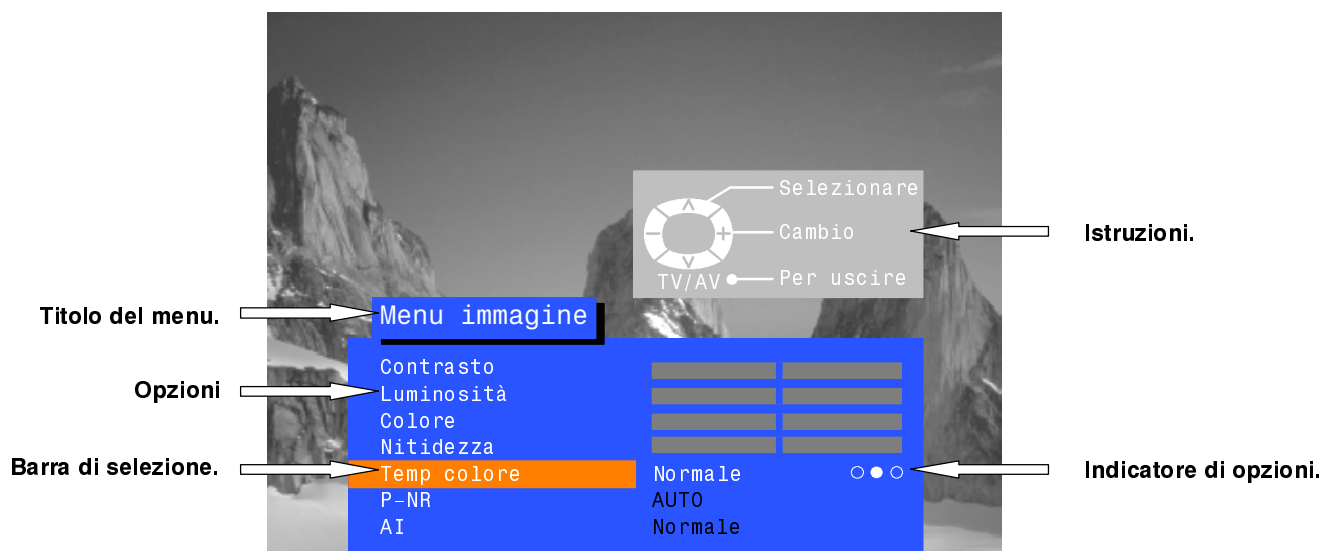 Selezionare
Cambio
TV/AV Per uscire
Istruzioni.
Titolo del menu.
Menu immagine
Contrasto
Opzioni
Luminosità
Colore
Nitidezza
Barra di selezione.
Temp colore Normale
Indicatore di opzioni.
P-NR AUTO
AI Normale